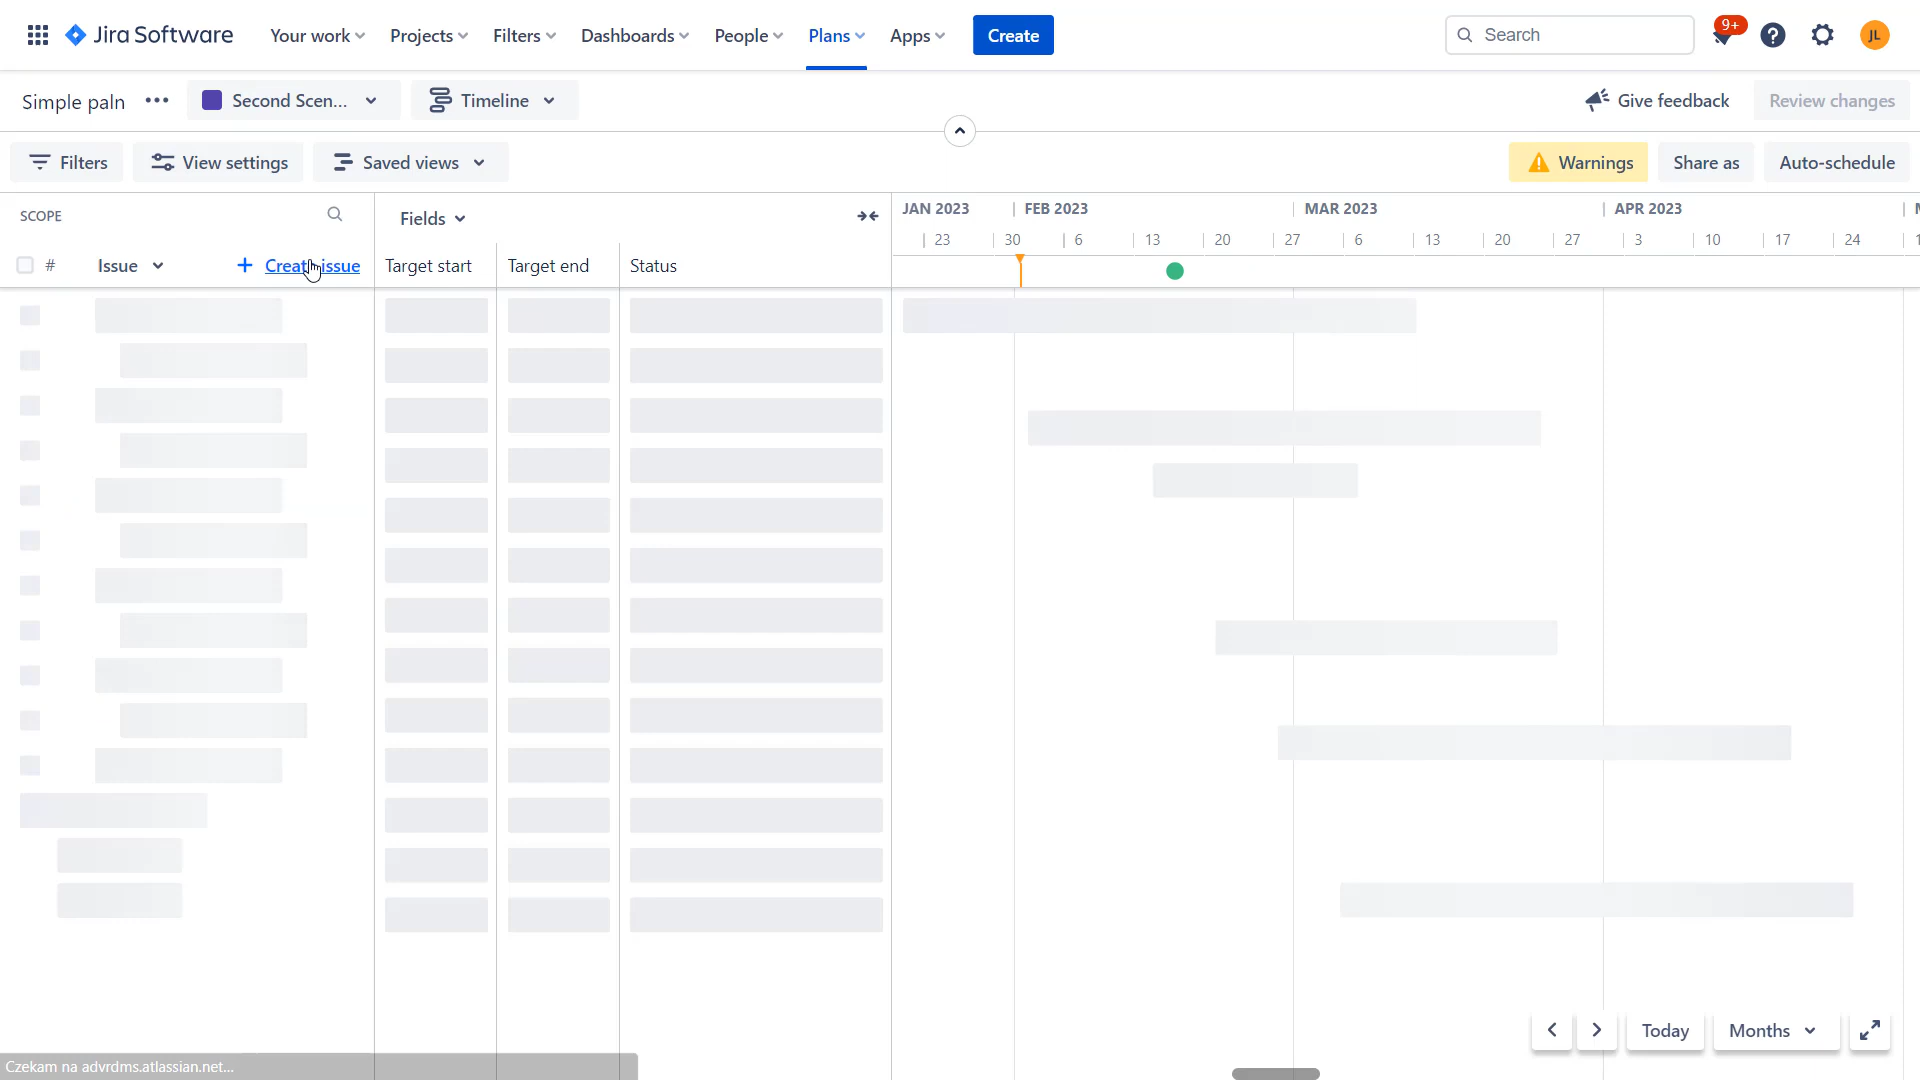 Jira Software Your work Projects Filters Dashboards People Plans Apps Create Search 9+ JL
Simple paln Second Scen... Timeline Give feedback Review changes
Filters View settings Saved views Warnings Share as Auto-schedule
SCOPE Fields JAN 2023 FEB 2023 MAR 2023 APR 2023
23 30 6 13 20 27 6 13 20 27 3 10 17 24 1
# Issue + Create issue Target start Target end Status
Today Months
Czekam na advrdms.atlassian.net...